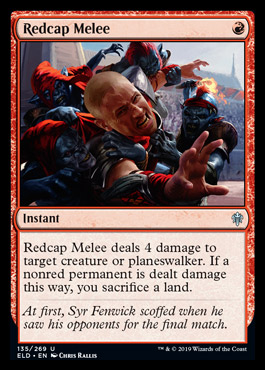 Redcap Melee
Instant
Redcap Melee deals 4 damage to
target creature or planeswalker. If a
nonred permanent is dealt damage
this way, you sacrifice a land.
At first, Syr Fenwick scoffed when he
saw his opponents for the final match.
135/269 U
ELD • EN Chris Rallis
™ & © 2019 Wizards of the Coast